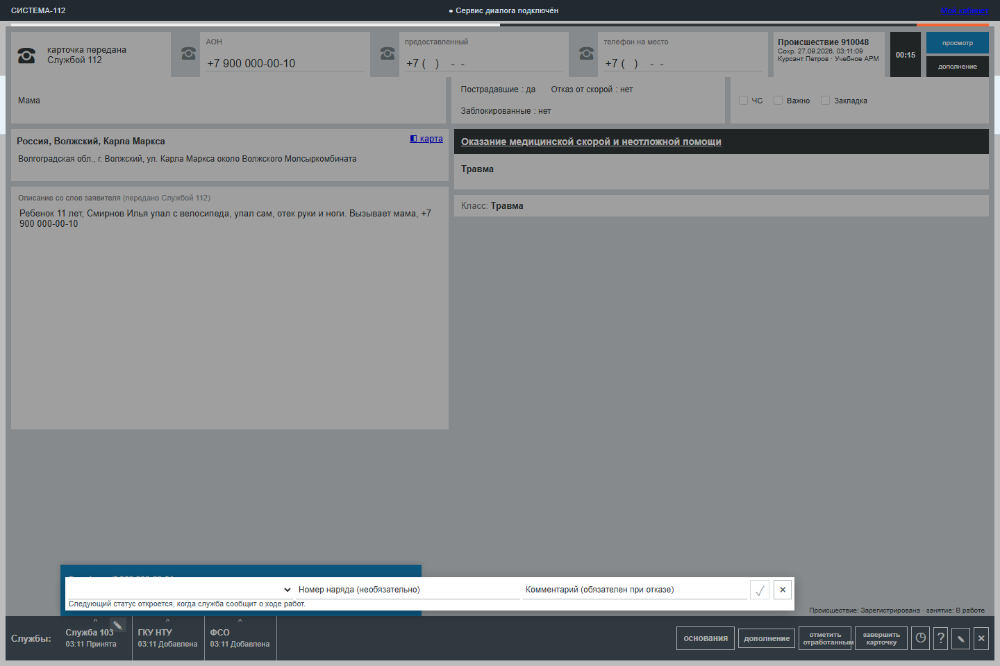 СИСТЕМА-112
● Сервис диалога подключён
Мой кабинет
карточка передана
Службой 112
АОН
+7 900 000-00-10
предоставленный
+7 (   )    -  -
телефон на место
+7 (   )    -  -
Происшествие 910048
Сохр. 27.09.2026, 03:11:09
Курсант Петров · Учебное АРМ
00:15
просмотр
дополнение
Мама
Пострадавшие : да
Отказ от скорой : нет
Заблокированные : нет
ЧС
Важно
Закладка
Россия, Волжский, Карла Маркса
карта
Волгоградская обл., г. Волжский, ул. Карла Маркса около Волжского Молсыркомбината
Оказание медицинской скорой и неотложной помощи
Травма
Класс: Травма
Описание со слов заявителя (передано Службой 112)
Ребенок 11 лет, Смирнов Илья упал с велосипеда, упал сам, отек руки и ноги. Вызывает мама, +7
900 000-00-10
Номер наряда (необязательно)
Комментарий (обязателен при отказе)
✓
×
Следующий статус откроется, когда служба сообщит о ходе работ.
Происшествие: Зарегистрирована · занятие: В работе
Службы:
Служба 103
03:11 Принята
ГКУ НТУ
03:11 Добавлена
ФСО
03:11 Добавлена
основания
дополнение
отметить
отработанным
завершить
карточку
?
×